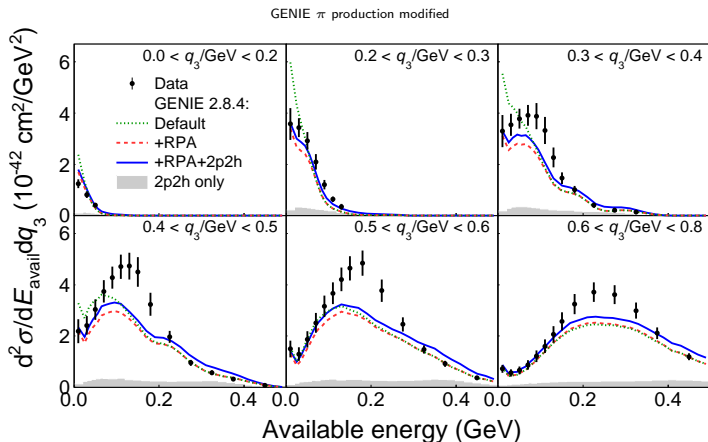 GENIE π production modified
0.0 < q3/GeV < 0.2
0.2 < q3/GeV < 0.3
0.3 < q3/GeV < 0.4
Data
GENIE 2.8.4:
Default
+RPA
+RPA+2p2h
2p2h only
6
4
2
0
0.4 < q3/GeV < 0.5
0.5 < q3/GeV < 0.6
0.6 < q3/GeV < 0.8
6
4
2
0
0.0 0.2 0.4 0.0 0.2 0.4 0.0 0.2 0.4
d²σ/dEavaildq3 (10⁻⁴² cm²/GeV²)
Available energy (GeV)